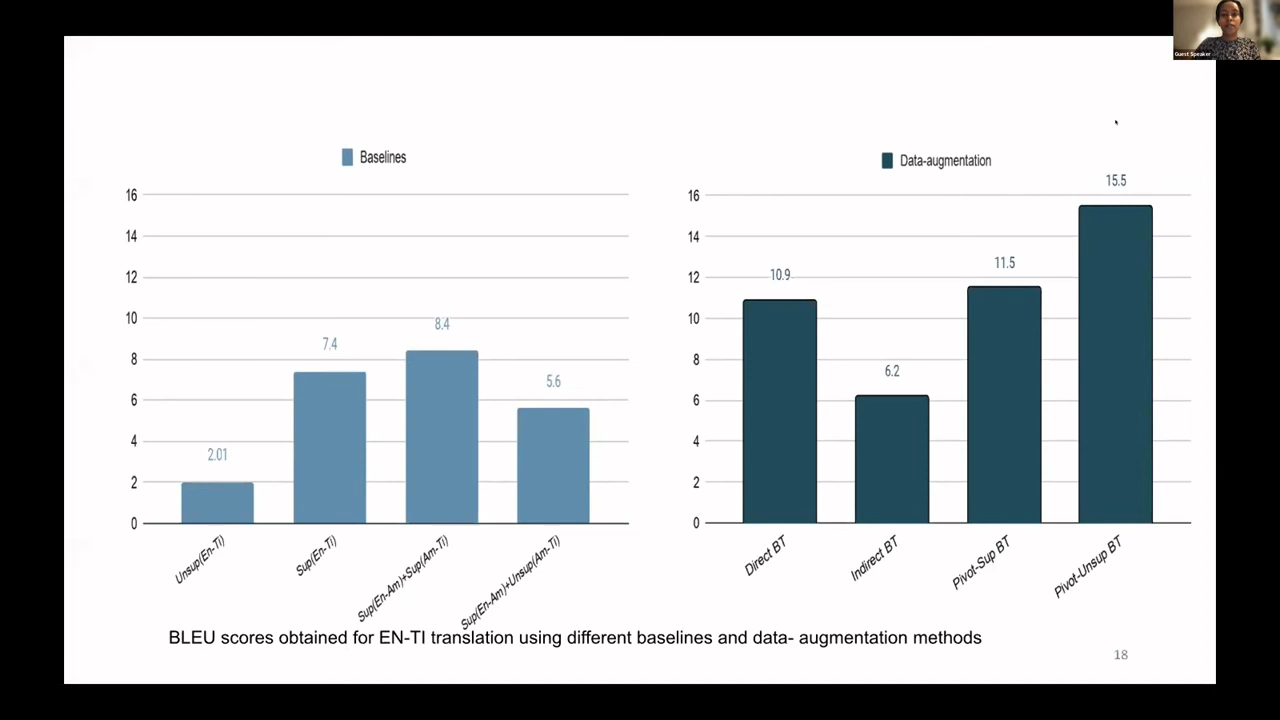 Guest Speaker
Baselines
16
14
12
10
8
6
4
2
0
2.01
7.4
8.4
5.6
Unsup(En-Ti)
Sup(En-Ti)
Sup(En-Am)+Sup(Am-Ti)
Sup(En-Am)+Unsup(Am-Ti)
Data-augmentation
16
14
12
10
8
6
4
2
0
10.9
6.2
11.5
15.5
Direct BT
Indirect BT
Pivot-Sup BT
Pivot-Unsup BT
BLEU scores obtained for EN-TI translation using different baselines and data- augmentation methods
18